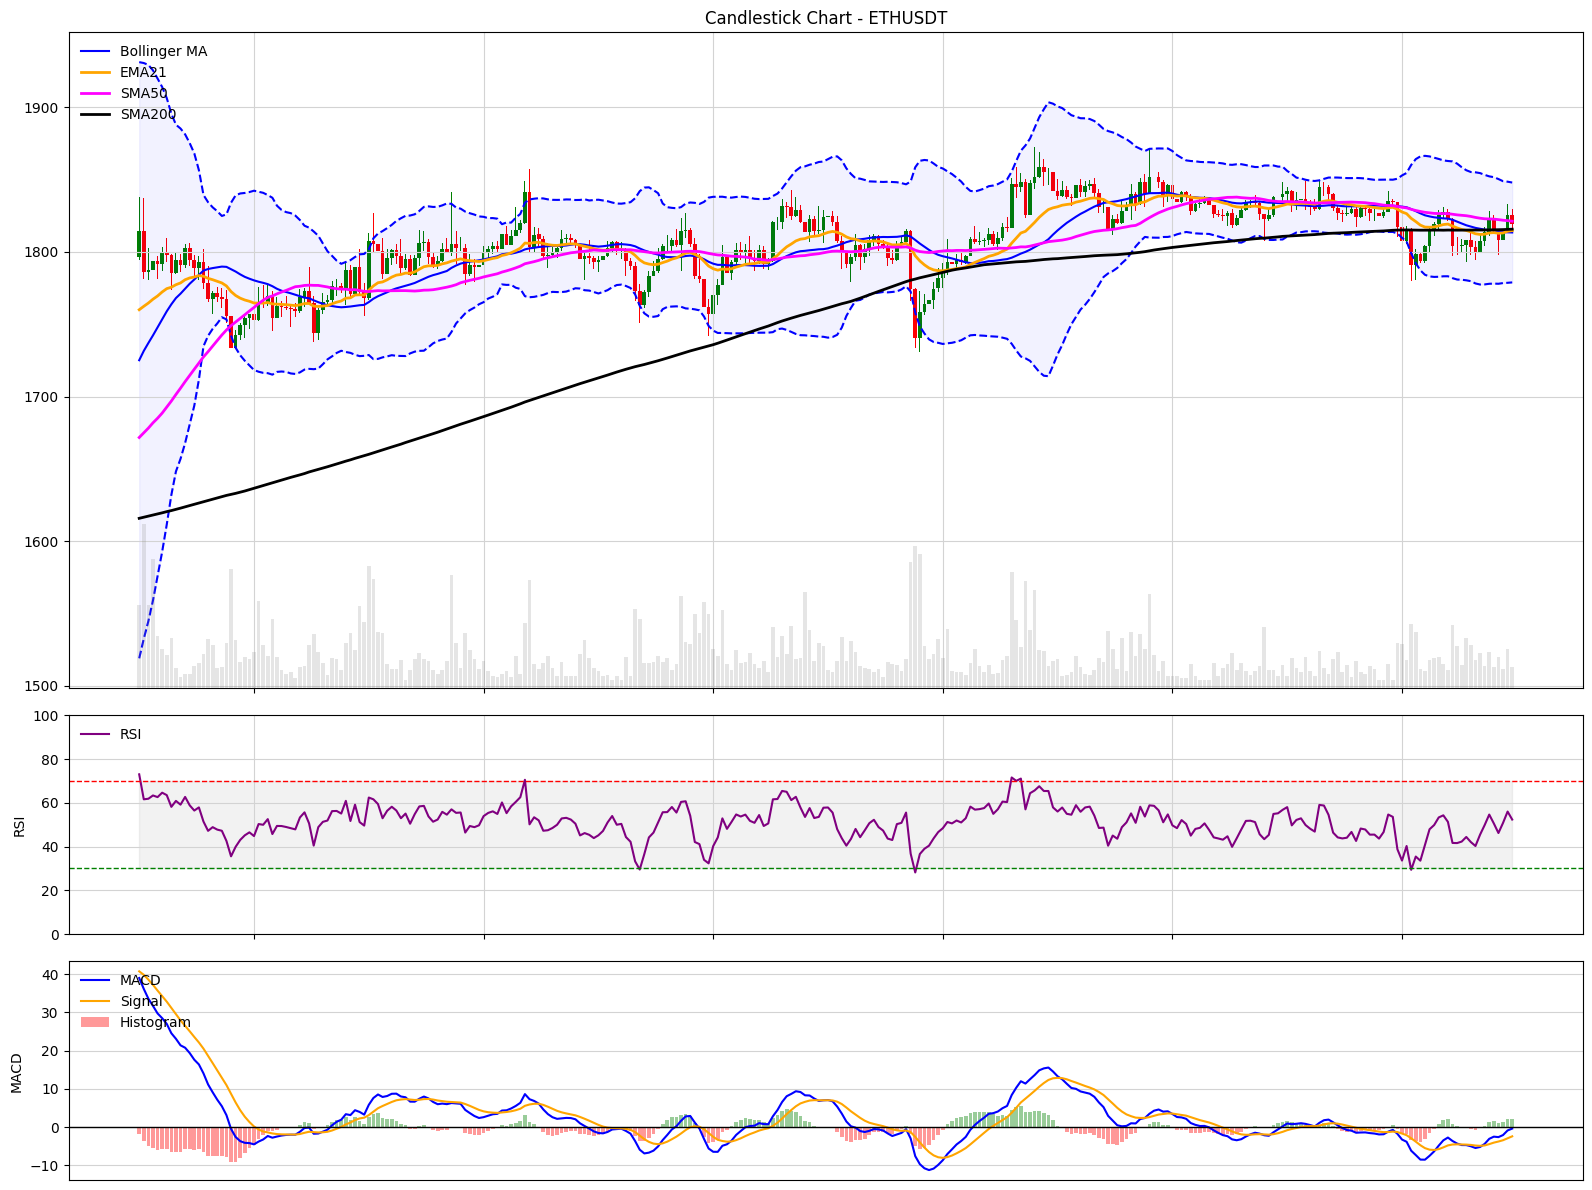 Candlestick Chart - ETHUSDT
Bollinger MA
EMA21
SMA50
SMA200
1900
1800
1700
1600
1500
100
80
60
40
20
0
RSI
RSI
40
30
20
10
0
−10
MACD
MACD
Signal
Histogram